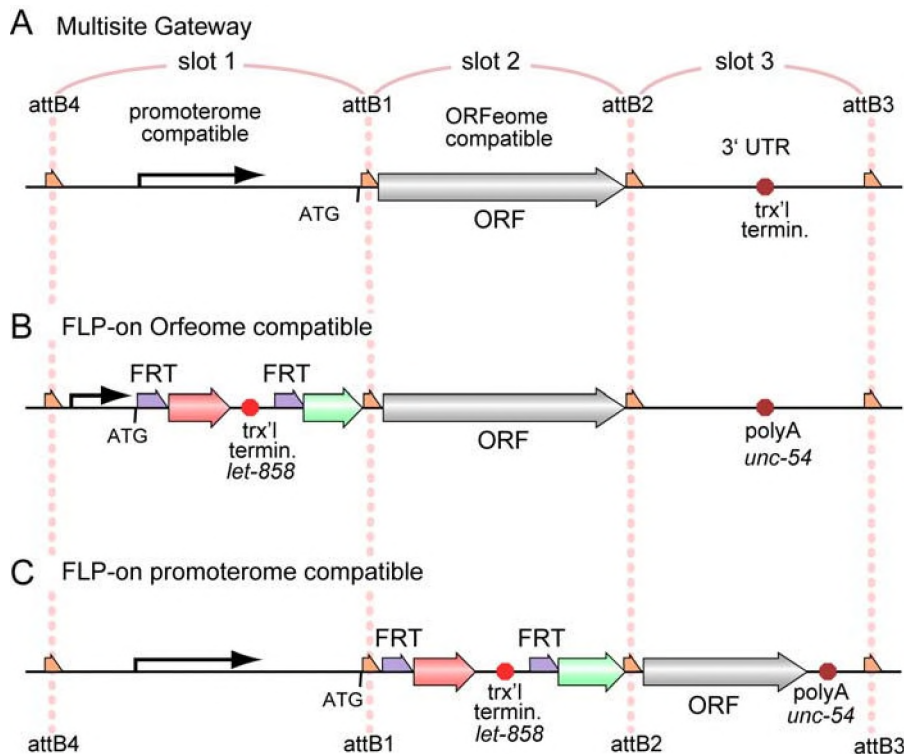 A Multisite Gateway
slot 1 slot 2 slot 3
attB4 attB1 attB2 attB3
promoterome
compatible
ORFeome
compatible
3‘ UTR
ATG
ORF
trx'l
termin.
B FLP-on Orfeome compatible
FRT FRT
ATG
trx'l
termin.
let-858
ORF
polyA
unc-54
C FLP-on promoterome compatible
FRT FRT
ATG
trx'l
termin.
let-858
ORF
polyA
unc-54
attB4 attB1 attB2 attB3